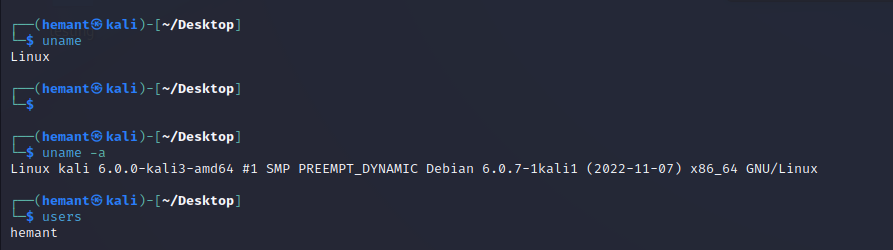 ┌──(hemant㉿kali)-[~/Desktop]
└─$ uname
Linux
┌──(hemant㉿kali)-[~/Desktop]
└─$
┌──(hemant㉿kali)-[~/Desktop]
└─$ uname -a
Linux kali 6.0.0-kali3-amd64 #1 SMP PREEMPT_DYNAMIC Debian 6.0.7-1kali1 (2022-11-07) x86_64 GNU/Linux
┌──(hemant㉿kali)-[~/Desktop]
└─$ users
hemant